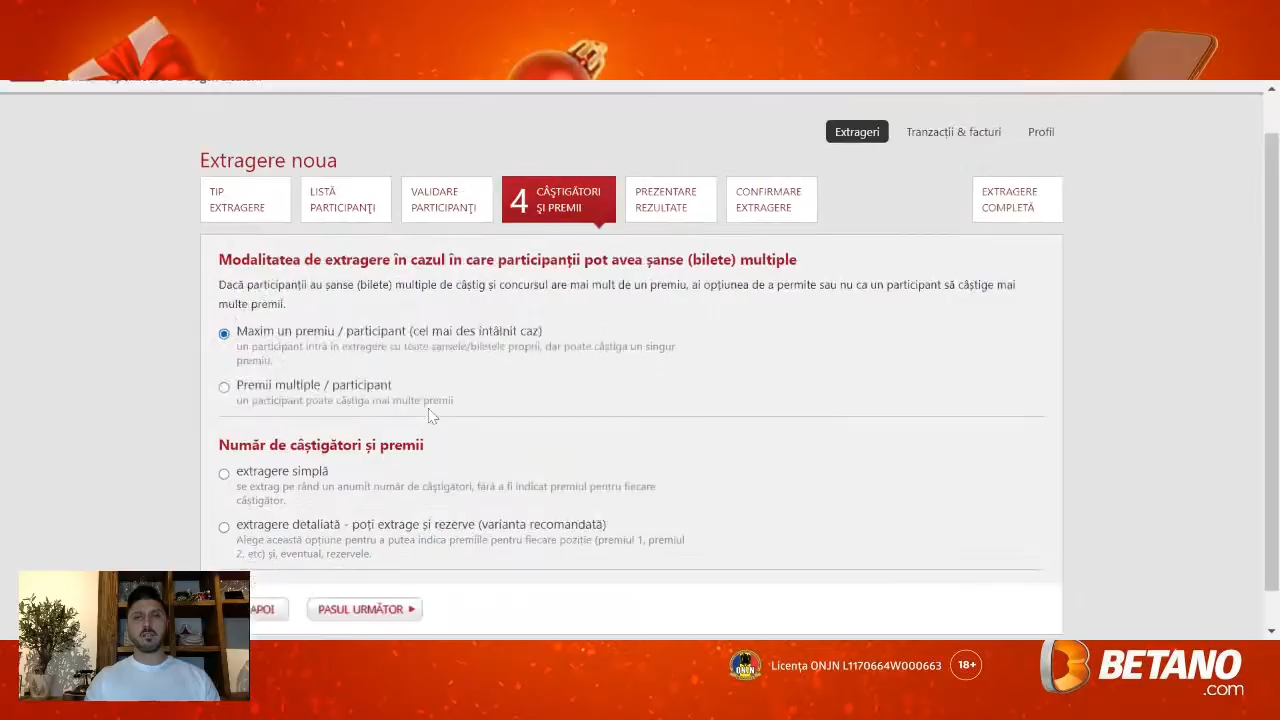 Extrageri Tranzacții & facturi Profil
Extragere noua
TIP EXTRAGERE
LISTĂ PARTICIPANŢI
VALIDARE PARTICIPANŢI
4 CÂŞTIGĂTORI ŞI PREMII
PREZENTARE REZULTATE
CONFIRMARE EXTRAGERE
EXTRAGERE COMPLETĂ
Modalitatea de extragere în cazul în care participanții pot avea șanse (bilete) multiple
Dacă participanții au șanse (bilete) multiple de câștig și concursul are mai mult de un premiu, ai opțiunea de a permite sau nu ca un participant să câștige mai
multe premii.
Maxim un premiu / participant (cel mai des întâlnit caz)
un participant intră în extragere cu toate șansele/biletele proprii, dar poate câștiga un singur
premiu.
Premii multiple / participant
un participant poate câștiga mai multe premii
Număr de câștigători și premii
extragere simplă
se extrag pe rând un anumit număr de câștigători, fără a fi indicat premiul pentru fiecare
câștigător.
extragere detaliată - poți extrage și rezerve (varianta recomandată)
Alege această opțiune pentru a putea indica premiile pentru fiecare poziție (premiul 1, premiul
2, etc) și, eventual, rezervele.
APOI PASUL URMĂTOR
ONJN Licența ONJN L1170664W000663 18+
BETANO
.com